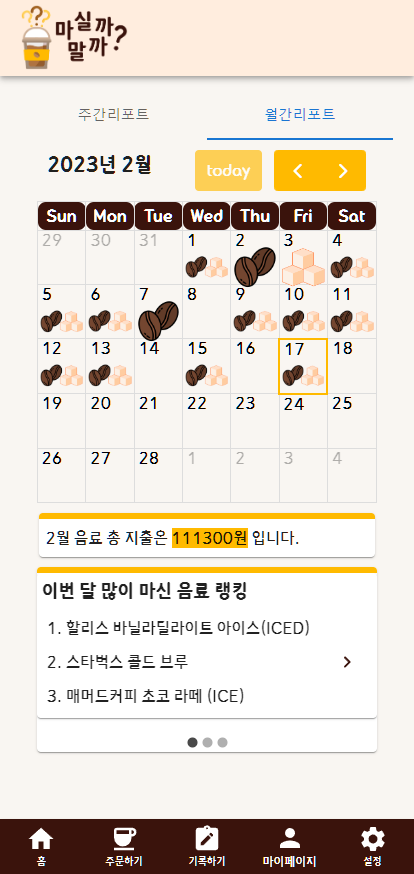 ??
마실까
말까?
주간리포트 월간리포트
2023년 2월 today
Sun Mon Tue Wed Thu Fri Sat
29 30 31 1 2 3 4
5 6 7 8 9 10 11
12 13 14 15 16 17 18
19 20 21 22 23 24 25
26 27 28 1 2 3 4
2월 음료 총 지출은 111300원 입니다.
이번 달 많이 마신 음료 랭킹
1. 할리스 바닐라딜라이트 아이스(ICED)
2. 스타벅스 콜드 브루
3. 매머드커피 초코 라떼 (ICE)
홈 주문하기 기록하기 마이페이지 설정